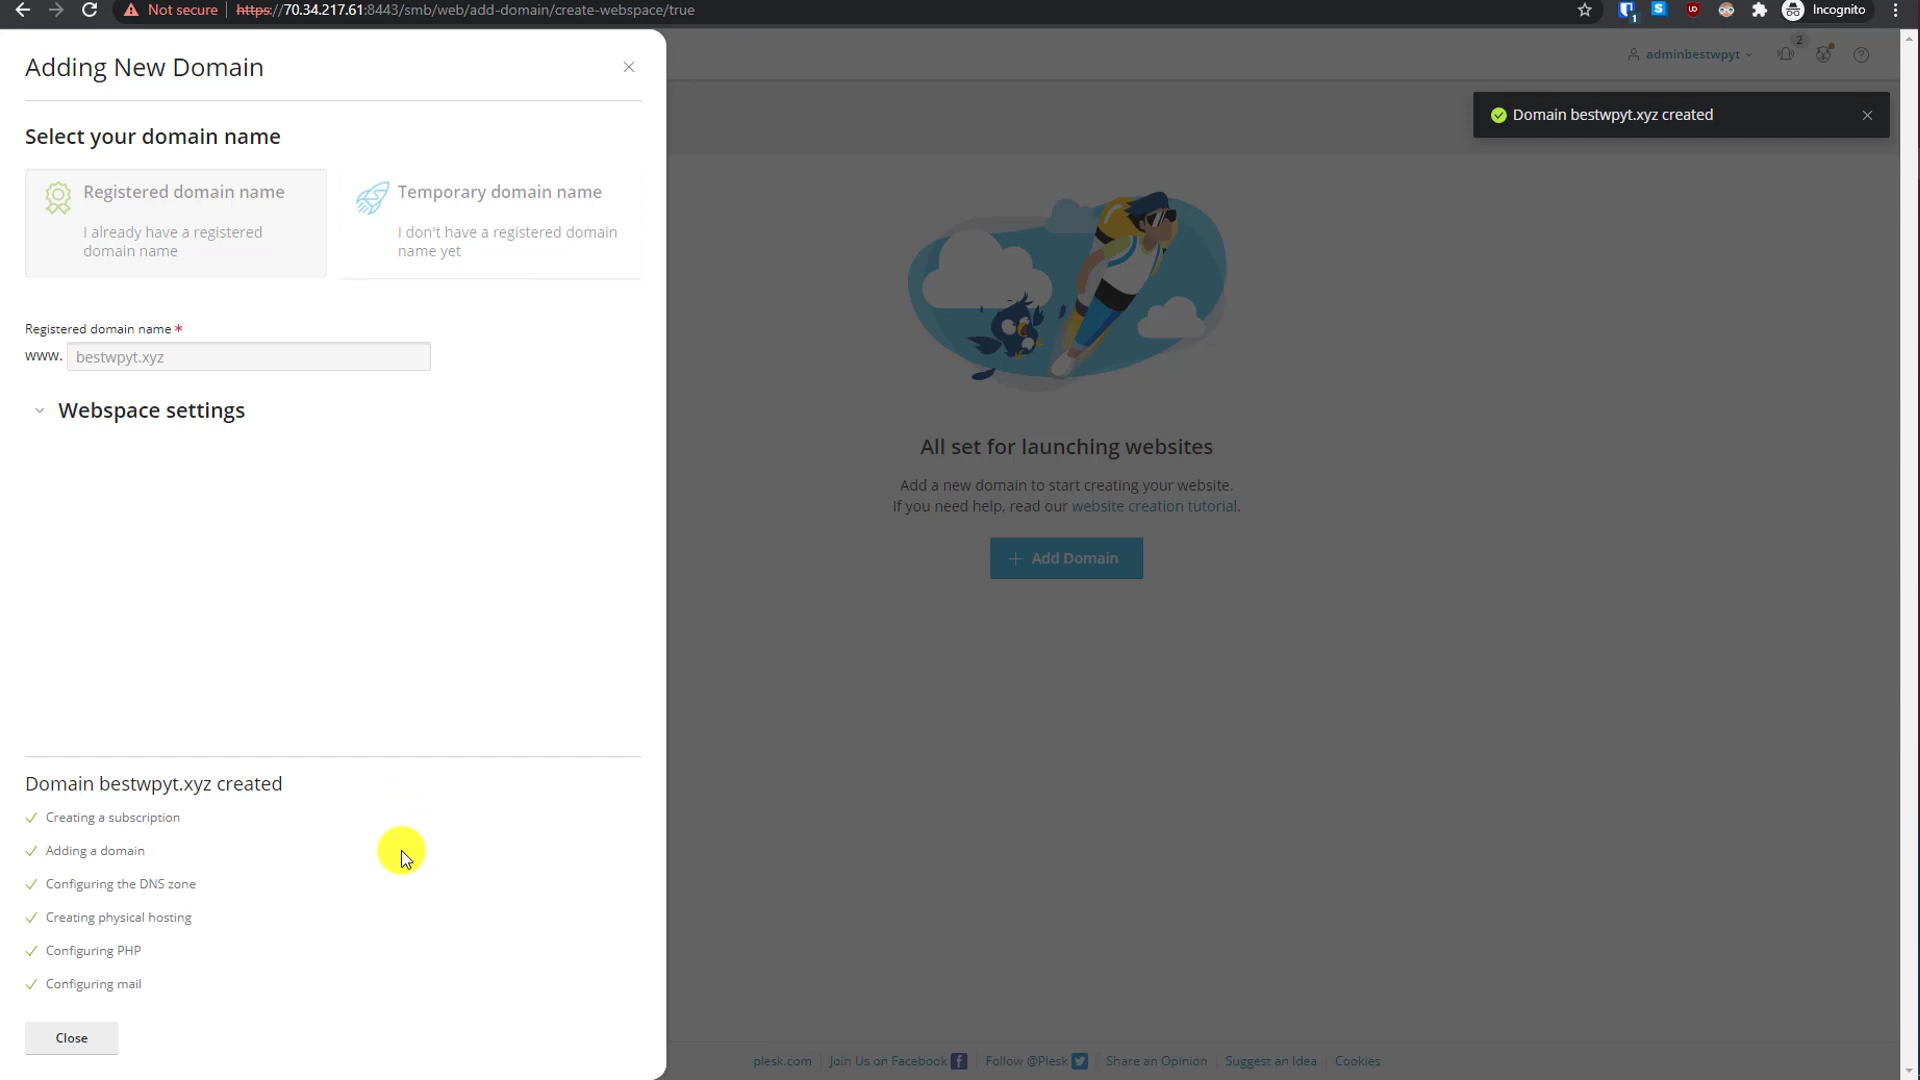 Not secure
https://70.34.217.61:8443/smb/web/add-domain/create-webspace/true
1
S
UD
Incognito
Adding New Domain
adminbestwpyt
2
Domain bestwpyt.xyz created
Select your domain name
Registered domain name
I already have a registered
domain name
Temporary domain name
I don't have a registered domain
name yet
Registered domain name *
www.
bestwpyt.xyz
Webspace settings
All set for launching websites
Add a new domain to start creating your website.
If you need help, read our website creation tutorial.
Add Domain
Domain bestwpyt.xyz created
Creating a subscription
Adding a domain
Configuring the DNS zone
Creating physical hosting
Configuring PHP
Configuring mail
Close
plesk.com
Join Us on Facebook
Follow @Plesk
Share an Opinion
Suggest an Idea
Cookies